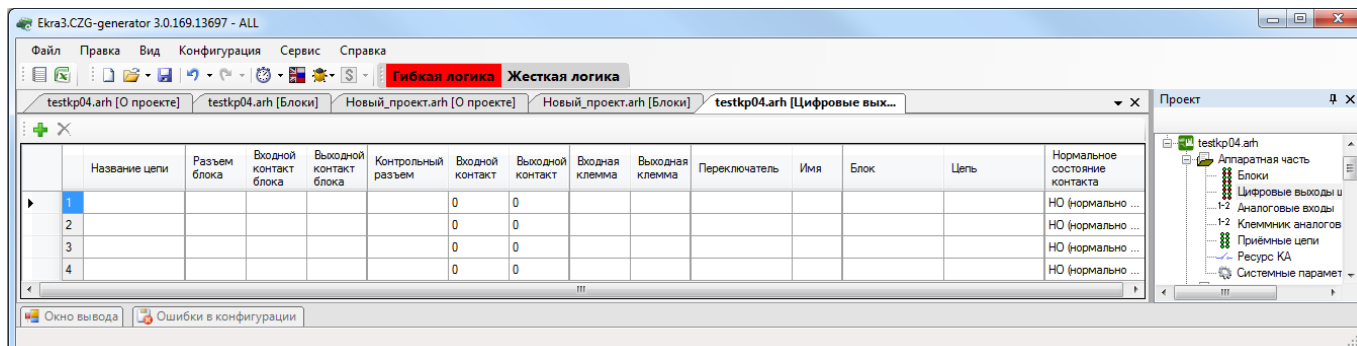 Ekra3.CZG-generator 3.0.169.13697 - ALL
Файл Правка Вид Конфигурация Сервис Справка
Гибкая логика Жесткая логика
testkp04.arh [О проекте] testkp04.arh [Блоки] Новый_проект.arh [О проекте] Новый_проект.arh [Блоки] testkp04.arh [Цифровые вых...
Название цепи Разъем блока Входной контакт блока Выходной контакт блока Контрольный разъем Входной контакт Выходной контакт Входная клемма Выходная клемма Переключатель Имя Блок Цепь Нормальное состояние контакта
1 0 0 НО (нормально ...
2 0 0 НО (нормально ...
3 0 0 НО (нормально ...
4 0 0 НО (нормально ...
Проект
testkp04.arh
Аппаратная часть
Блоки
Цифровые выходы ш
1-2 Аналоговые входы
1-2 Клеммник аналогов
Приёмные цепи
Ресурс КА
Системные парамет
Окно вывода Ошибки в конфигурации